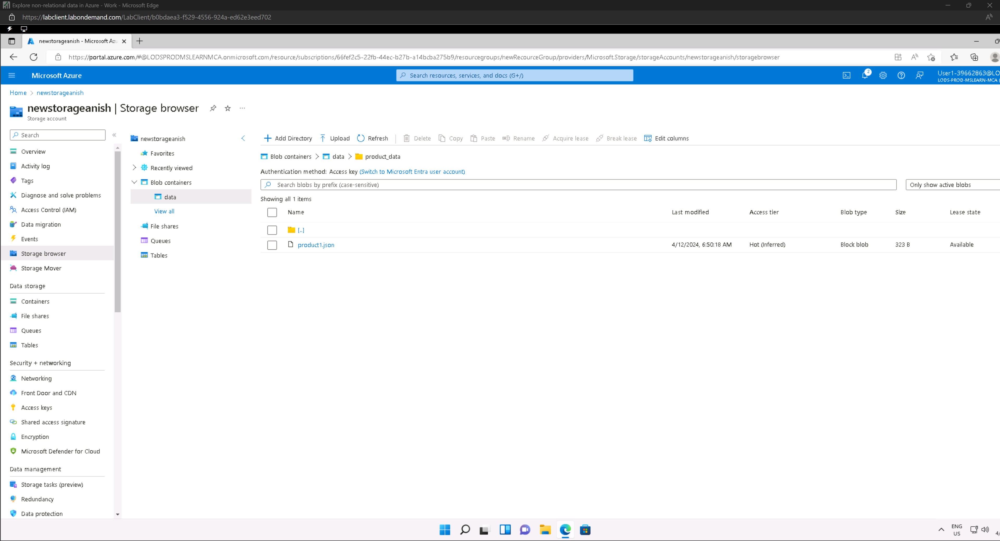 Explore non-relational data in Azure - Work - Microsoft Edge
https://labclient.labondemand.com/LabClient/b0bdaea3-f529-4556-924a-ed62e3eed702
newstorageanish - Microsoft Azu
https://portal.azure.com/#@LODSPRODMSLEARNMCA.onmicrosoft.com/resource/subscriptions/66fef2c5-22fb-44ec-b27b-a14bcba275b9/resourcegroups/newRecourceGroup/providers/Microsoft.Storage/storageAccounts/newstorageanish/storagebrowser
Microsoft Azure
Search resources, services, and docs (G+/)
2
User1-39662863@LO
LODS-PROD-MSLEARN-MCA (
Home > newstorageanish
newstorageanish | Storage browser
Storage account
Search
Overview
Activity log
Tags
Diagnose and solve problems
Access Control (IAM)
Data migration
Events
Storage browser
Storage Mover
Data storage
Containers
File shares
Queues
Tables
Security + networking
Networking
Front Door and CDN
Access keys
Shared access signature
Encryption
Microsoft Defender for Cloud
Data management
Storage tasks (preview)
Redundancy
Data protection
newstorageanish
Favorites
Recently viewed
Blob containers
data
View all
File shares
Queues
Tables
Add Directory Upload Refresh Delete Copy Paste Rename Acquire lease Break lease Edit columns
Blob containers > data > product_data
Authentication method: Access key (Switch to Microsoft Entra user account)
Search blobs by prefix (case-sensitive)
Only show active blobs
Showing all 1 items
Name Last modified Access tier Blob type Size Lease state
[..]
product1.json 4/12/2024, 6:50:18 AM Hot (Inferred) Block blob 323 B Available
ENG
US
4/